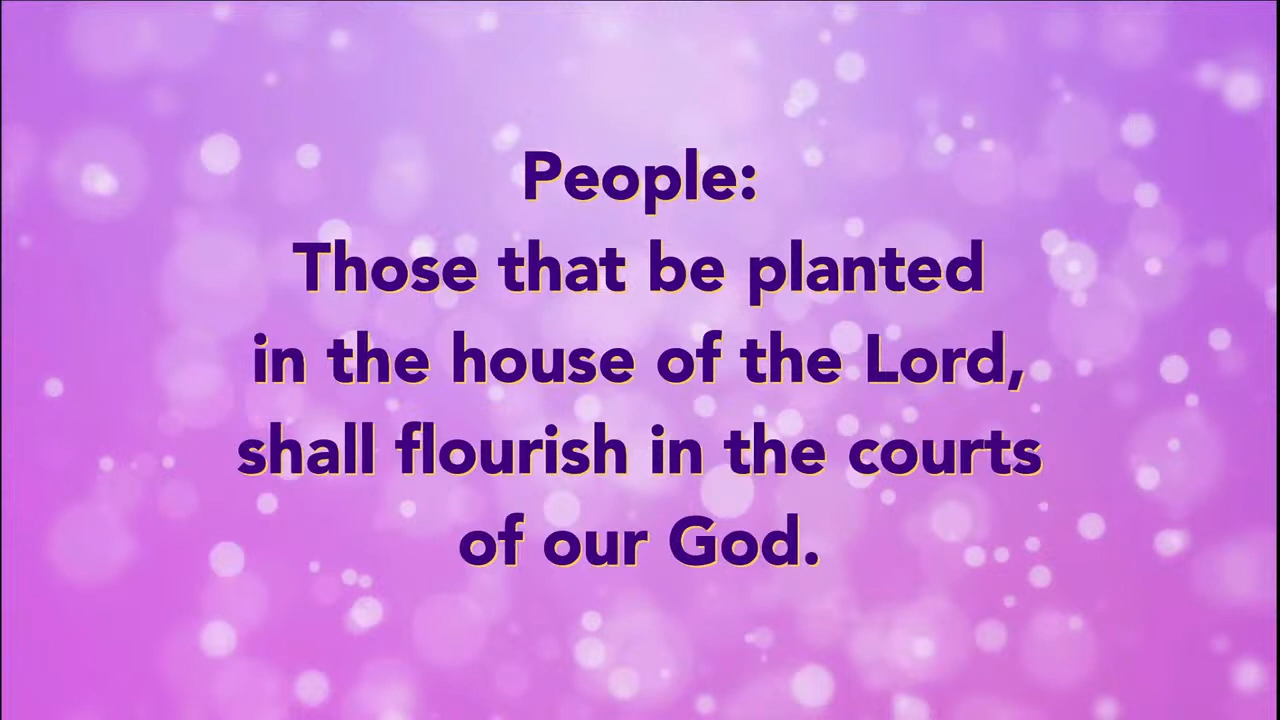 People:
Those that be planted
in the house of the Lord,
shall flourish in the courts
of our God.